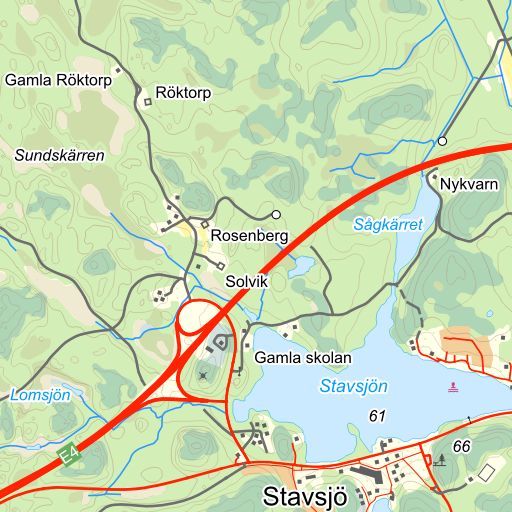 Gamla Röktorp
Röktorp
Sundskärren
Nykvarn
Sågkärret
Rosenberg
Solvik
Gamla skolan
Stavsjön
Lomsjön
61
66
E4
Stavsjö